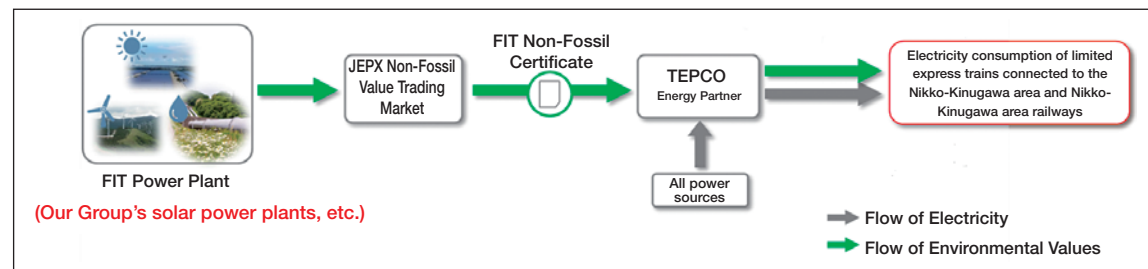 FIT Power Plant
(Our Group's solar power plants, etc.)
JEPX Non-Fossil
Value Trading
Market
FIT Non-Fossil
Certificate
TEPCO
Energy Partner
All power
sources
Electricity consumption of limited
express trains connected to the
Nikko-Kinugawa area and Nikko-
Kinugawa area railways
Flow of Electricity
Flow of Environmental Values